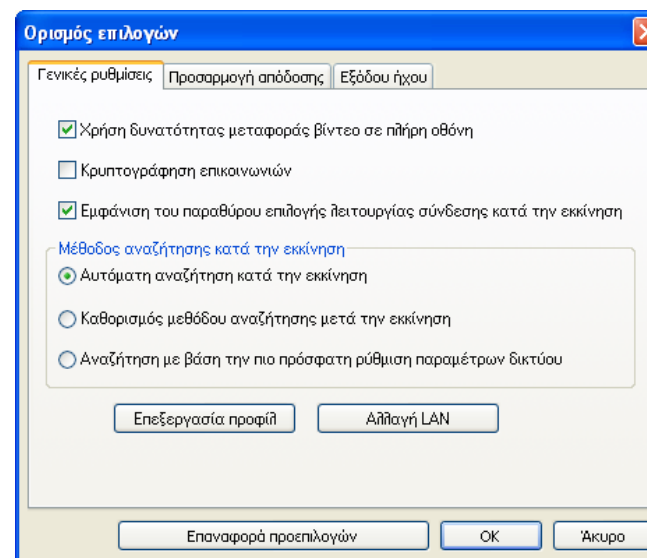 Ορισμός επιλογών
Γενικές ρυθμίσεις Προσαρμογή απόδοσης Εξόδου ήχου
Χρήση δυνατότητας μεταφοράς βίντεο σε πλήρη οθόνη
Κρυπτογράφηση επικοινωνιών
Εμφάνιση του παραθύρου επιλογής λειτουργίας σύνδεσης κατά την εκκίνηση
Μέθοδος αναζήτησης κατά την εκκίνηση
Αυτόματη αναζήτηση κατά την εκκίνηση
Καθορισμός μεθόδου αναζήτησης μετά την εκκίνηση
Αναζήτηση με βάση την πιο πρόσφατη ρύθμιση παραμέτρων δικτύου
Επεξεργασία προφίλ Αλλαγή LAN
Επαναφορά προεπιλογών OK Άκυρο